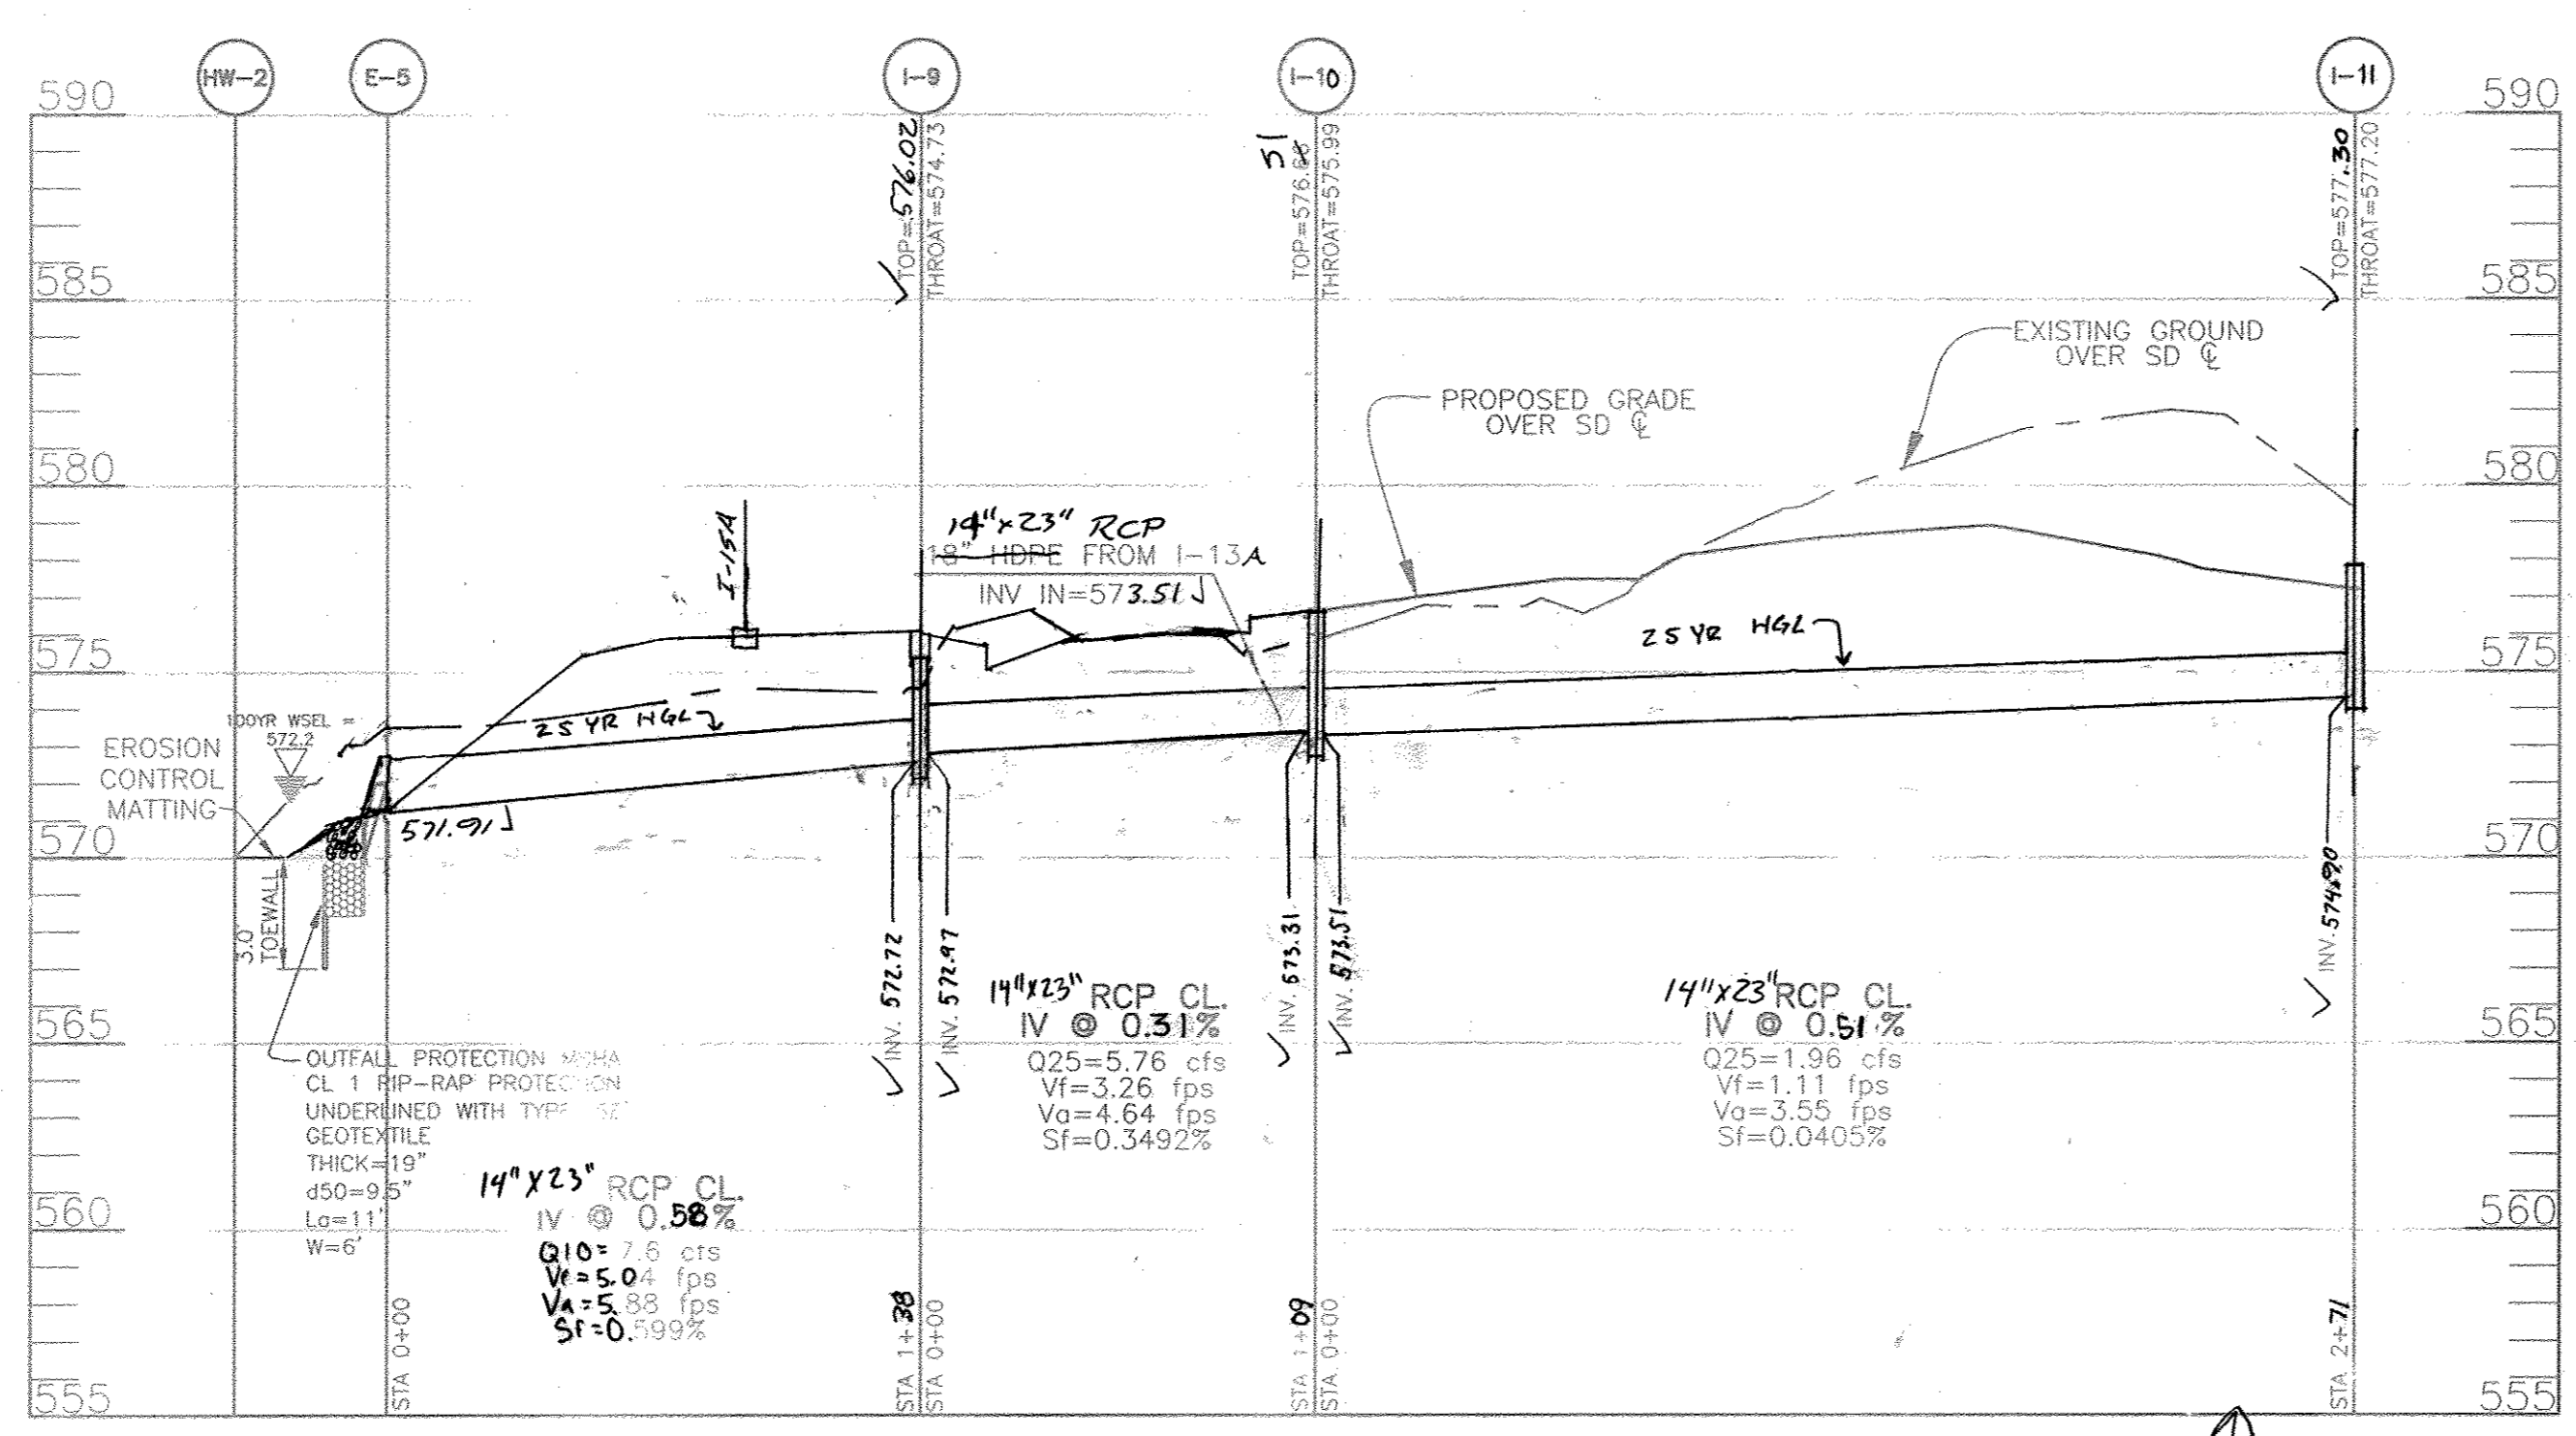 HW-2
E-5
I-9
I-10
I-11
590
590
TOP=576.02
THROAT=574.73
51
TOP=576.66
THROAT=575.99
TOP=577.30
THROAT=577.20
585
585
EXISTING GROUND
OVER SD ℄
PROPOSED GRADE
OVER SD ℄
580
580
I-15A
14"x23" RCP
18" HDPE FROM I-13A
INV IN=573.51
25 YR HGL
575
575
25 YR HGL
100YR WSEL =
572.2
EROSION
CONTROL
MATTING
571.91
570
570
3.0'
TOEWALL
INV. 572.72
INV. 572.97
INV. 573.31
INV. 573.51
INV. 574.90
14"x23" RCP CL.
IV @ 0.31%
Q25=5.76 cfs
Vf=3.26 fps
Va=4.64 fps
Sf=0.3492%
14"x23" RCP CL.
IV @ 0.51%
Q25=1.96 cfs
Vf=1.11 fps
Va=3.55 fps
Sf=0.0405%
565
565
OUTFALL PROTECTION
CL 1 RIP-RAP PROTECTION
UNDERLINED WITH TYPE
GEOTEXTILE
THICK=19"
d50=9.5"
La=11'
W=6'
14"x23" RCP CL.
IV @ 0.58%
Q10=7.6 cfs
Vf=5.04 fps
Va=5.88 fps
Sf=0.599%
560
560
STA 0+00
STA 1+38
STA 0+00
STA 1+09
STA 0+00
STA 2+71
555
555